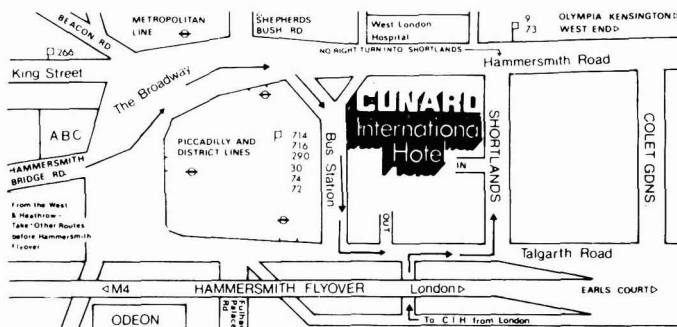 BEACON RD
METROPOLITAN
LINE
SHEPHERDS
BUSH RD
West London
Hospital
9
73
OLYMPIA KENSINGTON
WEST END
266
NO RIGHT TURN INTO SHORTLANDS
King Street
The Broadway
Hammersmith Road
CUNARD
International
Hotel
ABC
PICCADILLY AND
DISTRICT LINES
714
716
290
30
74
72
Bus Station
SHORTLANDS
COLET GDNS.
IN
HAMMERSMITH
BRIDGE RD.
From the West
& Heathrow -
Take "Other Routes
before Hammersmith
Flyover
OUT
Talgarth Road
M4
HAMMERSMITH FLYOVER
London
EARLS COURT
ODEON
Fulham
Palace
Rd
To C I H from London